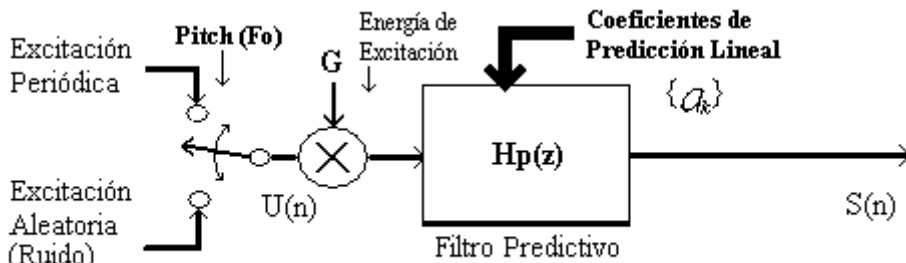 Excitación
Periódica
Pitch (Fo)
G
Energía de
Excitación
Coeficientes de
Predicción Lineal
{aₖ}
Hp(z)
U(n)
S(n)
Excitación
Aleatoria
(Ruido)
Filtro Predictivo